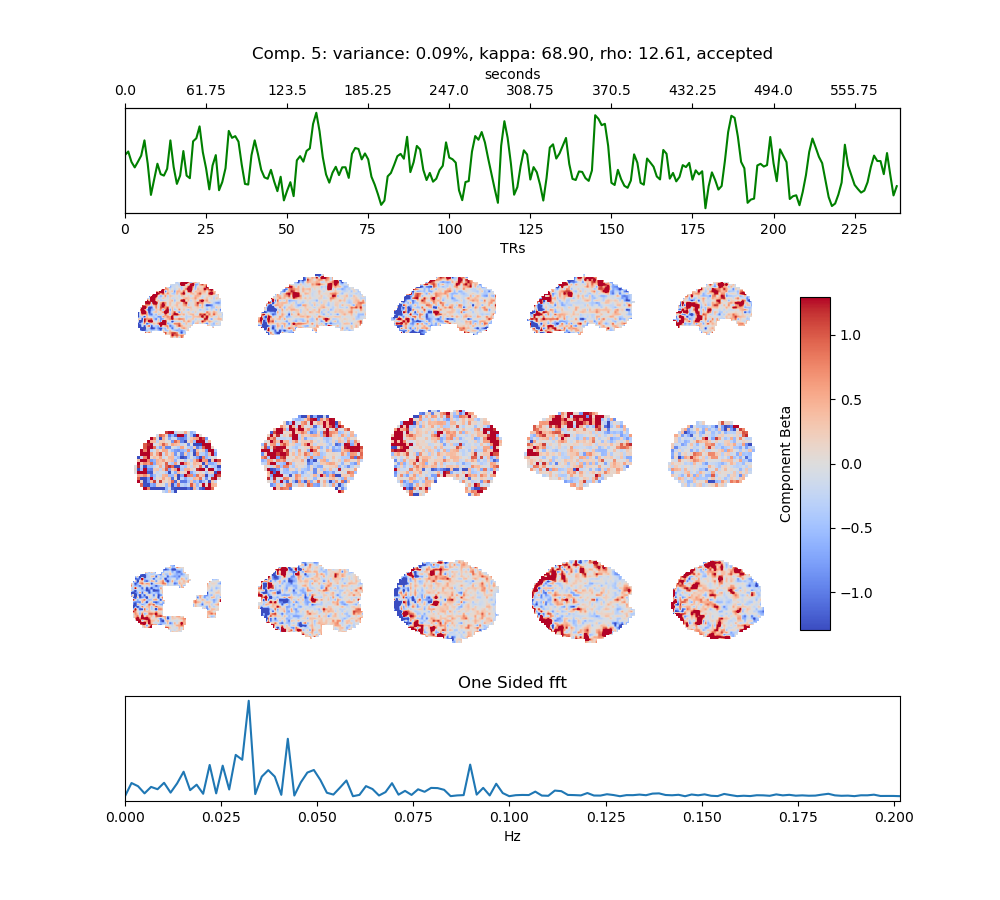 Comp. 5: variance: 0.09%, kappa: 68.90, rho: 12.61, accepted
seconds
0.0 61.75 123.5 185.25 247.0 308.75 370.5 432.25 494.0 555.75
0 25 50 75 100 125 150 175 200 225
TRs
1.0
0.5
0.0
−0.5
−1.0
Component Beta
One Sided fft
0.000 0.025 0.050 0.075 0.100 0.125 0.150 0.175 0.200
Hz